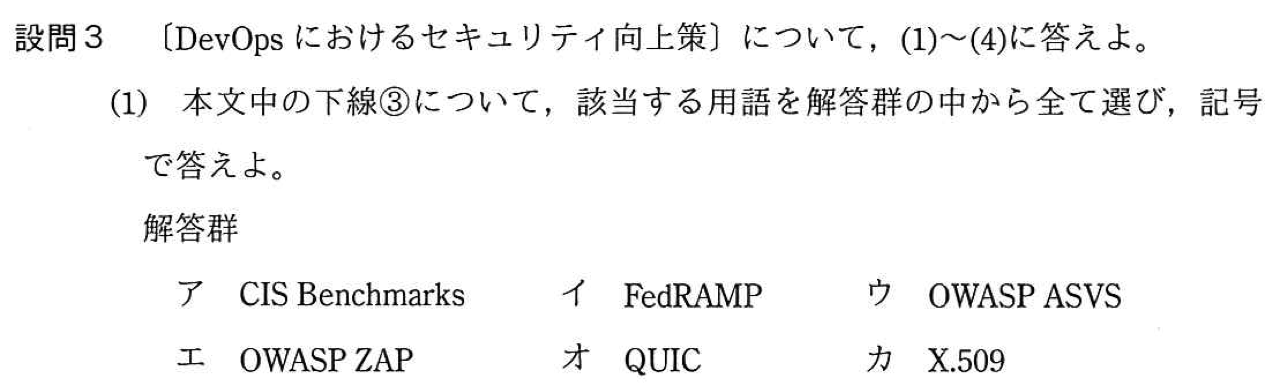 設問3 〔DevOps におけるセキュリティ向上策〕について，(1)～(4)に答えよ。
(1) 本文中の下線③について，該当する用語を解答群の中から全て選び，記号
で答えよ。
解答群
ア CIS Benchmarks イ FedRAMP ウ OWASP ASVS
エ OWASP ZAP オ QUIC カ X.509